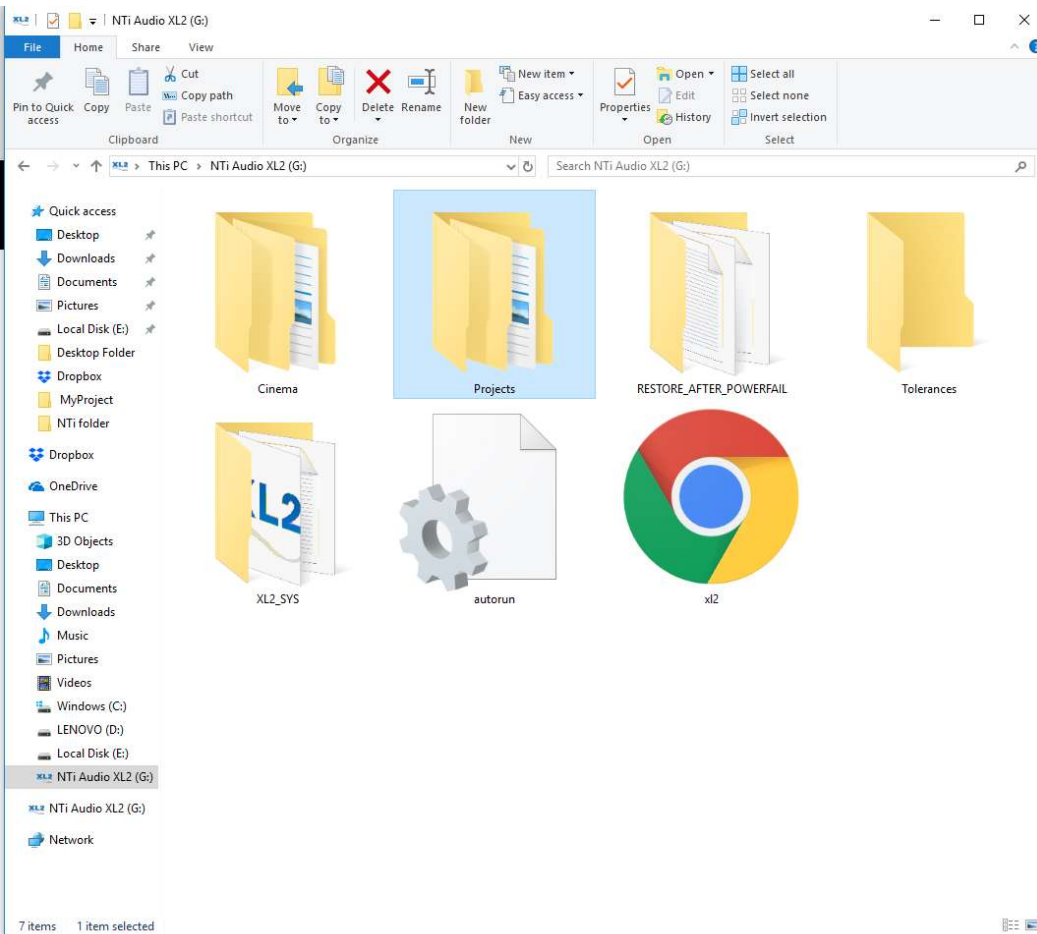 XL2 NTi Audio XL2 (G:)
File Home Share View
Pin to Quick access Copy Paste Cut Copy path Paste shortcut Move to Copy to Delete Rename New folder New item Easy access Properties Open Edit History Select all Select none Invert selection
Clipboard Organize New Open Select
XL2 This PC NTi Audio XL2 (G:) Search NTi Audio XL2 (G:)
Quick access
Desktop
Downloads
Documents
Pictures
Local Disk (E:)
Desktop Folder
Dropbox
MyProject
NTi folder
Dropbox
OneDrive
This PC
3D Objects
Desktop
Documents
Downloads
Music
Pictures
Videos
Windows (C:)
LENOVO (D:)
Local Disk (E:)
XL2 NTi Audio XL2 (G:)
XL2 NTi Audio XL2 (G:)
Network
Cinema Projects RESTORE_AFTER_POWERFAIL Tolerances
L2
XL2_SYS autorun xl2
7 items 1 item selected